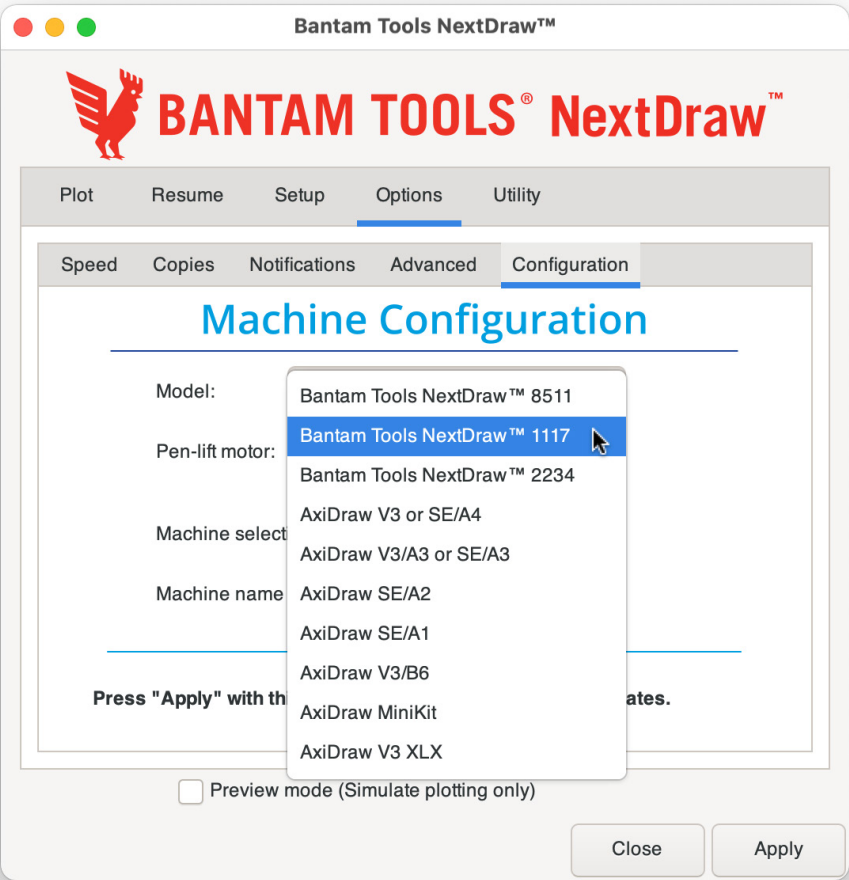 Bantam Tools NextDraw™
BANTAM TOOLS® NextDraw™
Plot Resume Setup Options Utility
Speed Copies Notifications Advanced Configuration
Machine Configuration
Model:
Bantam Tools NextDraw™ 8511
Bantam Tools NextDraw™ 1117
Pen-lift motor:
Bantam Tools NextDraw™ 2234
AxiDraw V3 or SE/A4
Machine selecti
AxiDraw V3/A3 or SE/A3
Machine name
AxiDraw SE/A2
AxiDraw SE/A1
AxiDraw V3/B6
Press "Apply" with thi ates.
AxiDraw MiniKit
AxiDraw V3 XLX
Preview mode (Simulate plotting only)
Close Apply